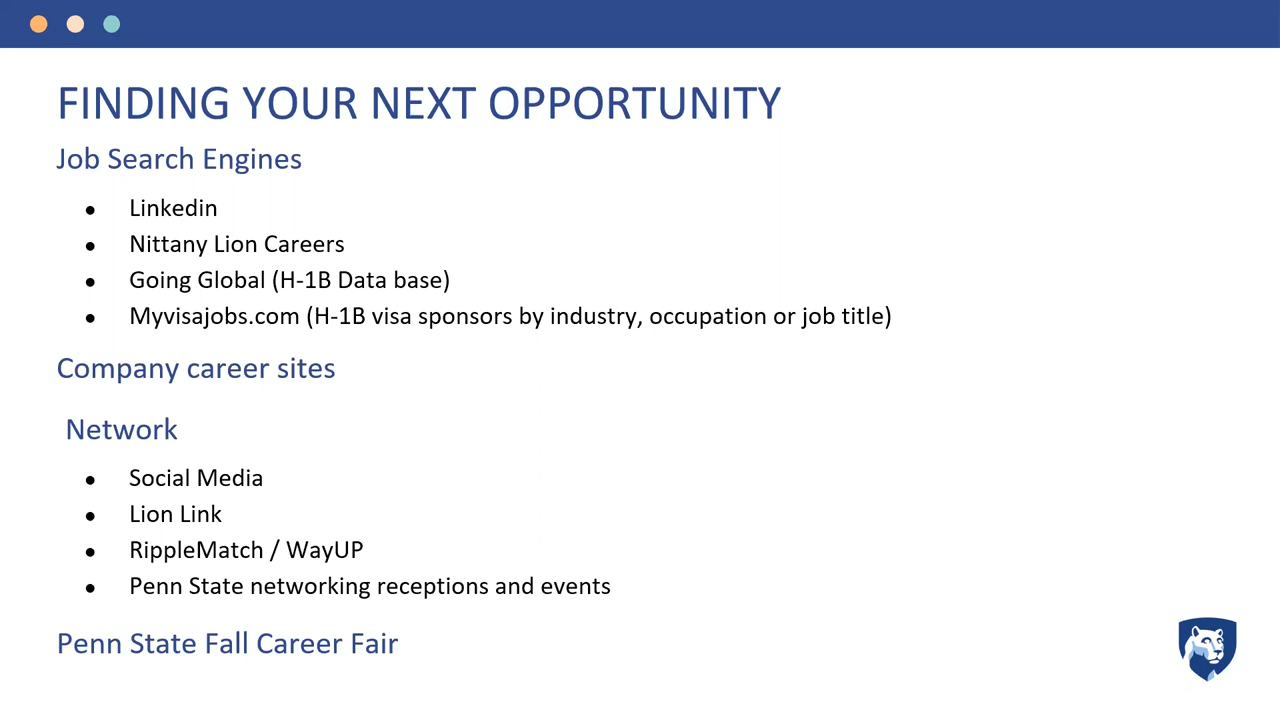 FINDING YOUR NEXT OPPORTUNITY
Job Search Engines
● Linkedin
● Nittany Lion Careers
● Going Global (H-1B Data base)
● Myvisajobs.com (H-1B visa sponsors by industry, occupation or job title)
Company career sites
Network
● Social Media
● Lion Link
● RippleMatch / WayUP
● Penn State networking receptions and events
Penn State Fall Career Fair